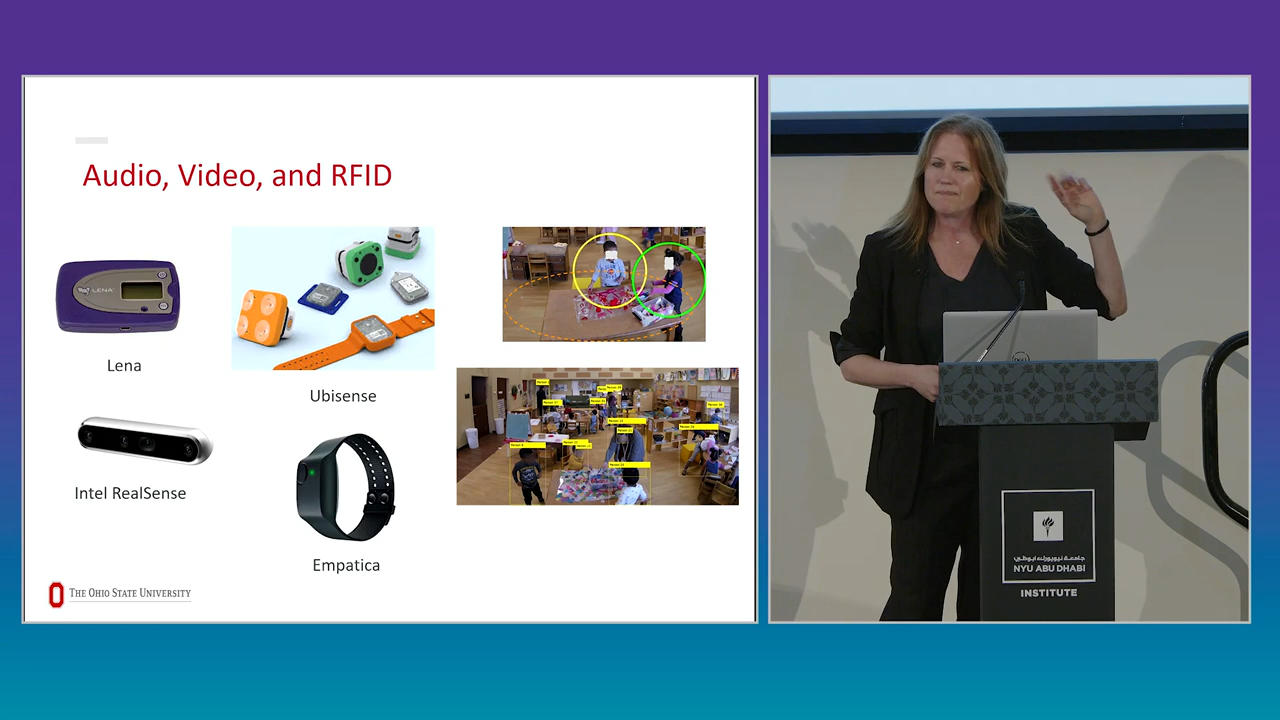 Audio, Video, and RFID
LENA
Lena
Ubisense
Intel RealSense
Empatica
THE OHIO STATE UNIVERSITY
DELL
جامعة نيويورك أبوظبي
NYU ABU DHABI
INSTITUTE